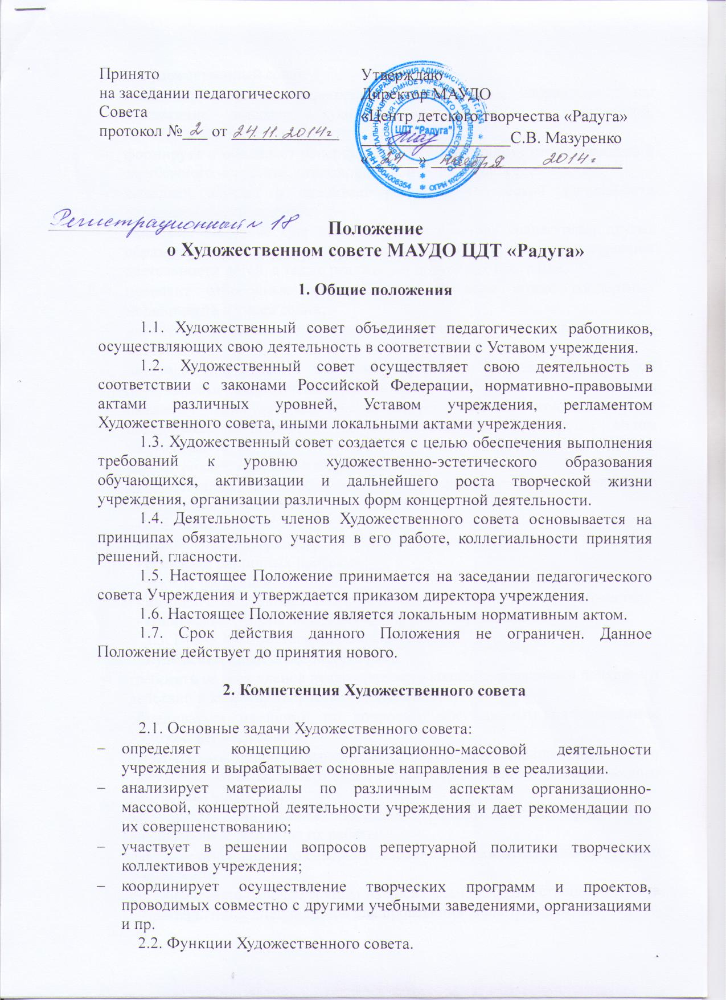 Принято
на заседании педагогического
Совета
протокол № 2 от 24.11.2014г
Утверждаю
Директор МАУДО
«Центр детского творчества «Радуга»
С.В. Мазуренко
« 24 » ноября 2014 г
ЦДТ "Радуга"
ИНН 5604008354
Регистрационный № 18
Положение
о Художественном совете МАУДО ЦДТ «Радуга»
1. Общие положения
1.1. Художественный совет объединяет педагогических работников,
осуществляющих свою деятельность в соответствии с Уставом учреждения.
1.2. Художественный совет осуществляет свою деятельность в
соответствии с законами Российской Федерации, нормативно-правовыми
актами различных уровней, Уставом учреждения, регламентом
Художественного совета, иными локальными актами учреждения.
1.3. Художественный совет создается с целью обеспечения выполнения
требований к уровню художественно-эстетического образования
обучающихся, активизации и дальнейшего роста творческой жизни
учреждения, организации различных форм концертной деятельности.
1.4. Деятельность членов Художественного совета основывается на
принципах обязательного участия в его работе, коллегиальности принятия
решений, гласности.
1.5. Настоящее Положение принимается на заседании педагогического
совета Учреждения и утверждается приказом директора учреждения.
1.6. Настоящее Положение является локальным нормативным актом.
1.7. Срок действия данного Положения не ограничен. Данное
Положение действует до принятия нового.
2. Компетенция Художественного совета
2.1. Основные задачи Художественного совета:
– определяет концепцию организационно-массовой деятельности
учреждения и вырабатывает основные направления в ее реализации.
– анализирует материалы по различным аспектам организационно-
массовой, концертной деятельности учреждения и дает рекомендации по
их совершенствованию;
– участвует в решении вопросов репертуарной политики творческих
коллективов учреждения;
– координирует осуществление творческих программ и проектов,
проводимых совместно с другими учебными заведениями, организациями
и пр.
2.2. Функции Художественного совета.